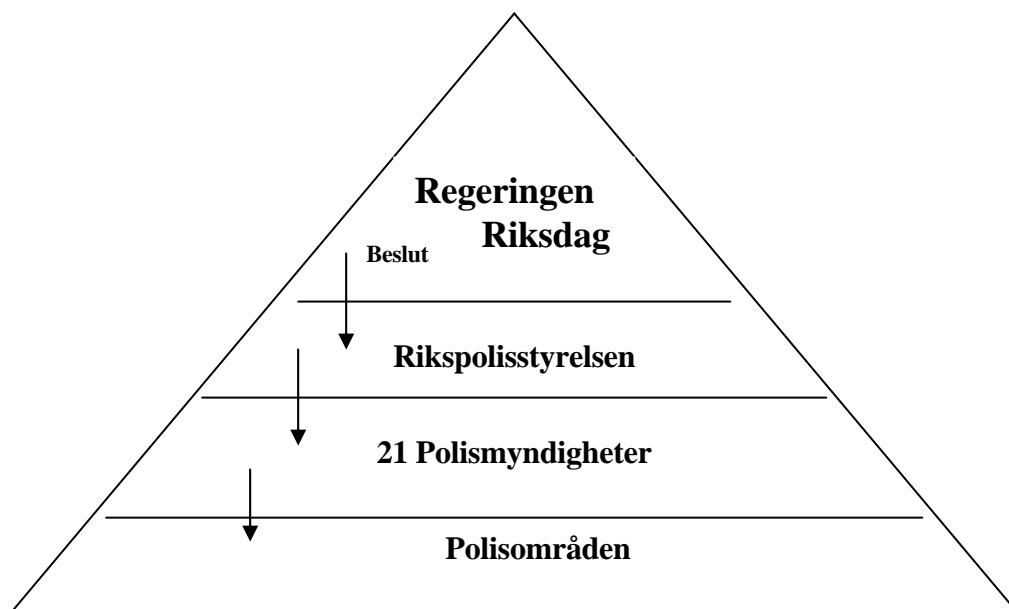 Regeringen
Riksdag
Beslut
Rikspolisstyrelsen
21 Polismyndigheter
Polisområden